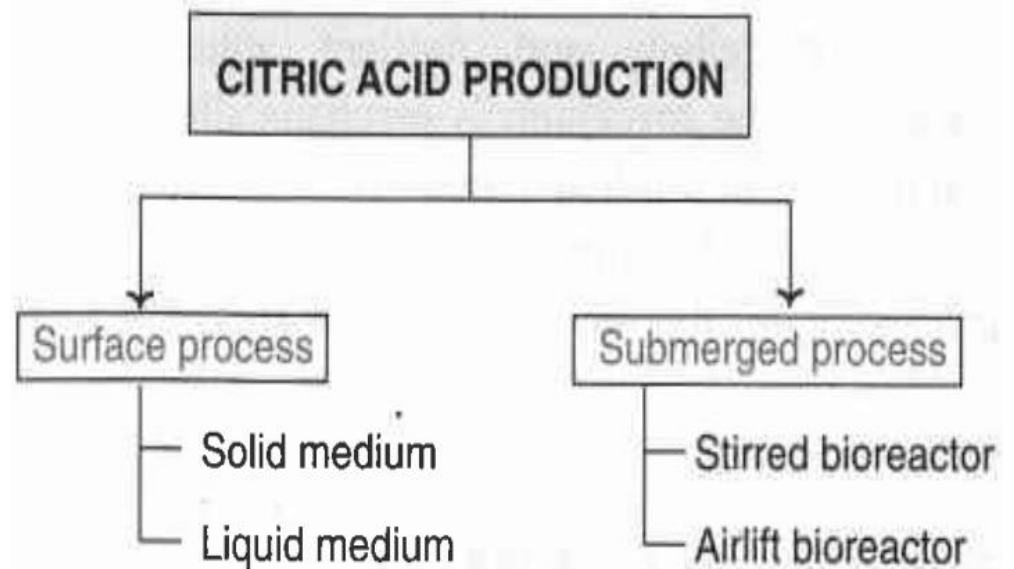 CITRIC ACID PRODUCTION
Surface process
Submerged process
Solid medium
Stirred bioreactor
Liquid medium
Airlift bioreactor